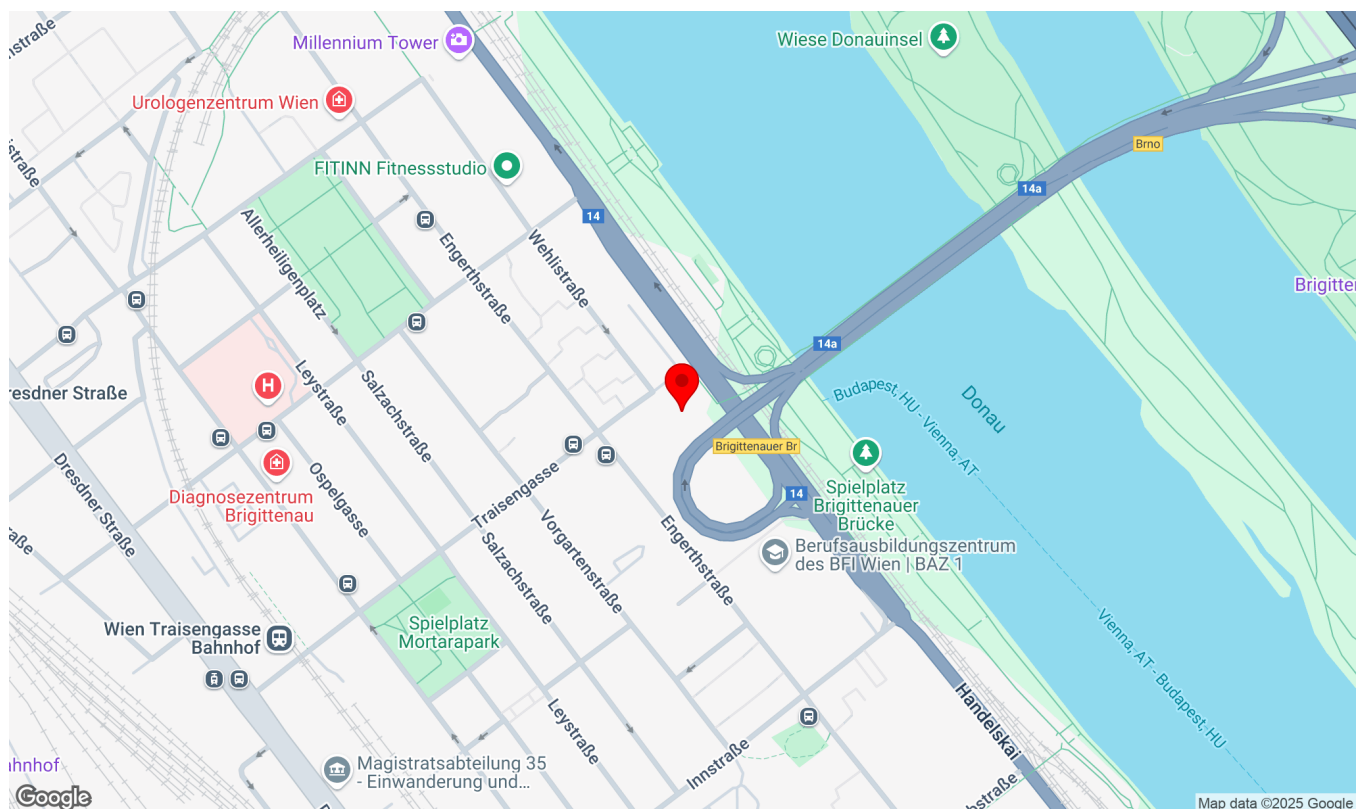 nstraße
Millennium Tower
Wiese Donauinsel
Urologenzentrum Wien
Brno
FITINN Fitnessstudio
14a
14
Allerheiligenplatz
Engerthstraße
Wehlistraße
Brigitter
14a
Leystraße
Salzachstraße
Dresdner Straße
H
Budapest, HU - Vienna, AT
Donau
Brigittenauer Br
Traisengasse
Dresdner Straße
Ospelgasse
Diagnosezentrum
Brigittenau
14
Spielplatz
Brigittenauer
Brücke
Vorgartenstraße
Engerthstraße
Salzachstraße
Berufsausbildungszentrum
des BFI Wien | BAZ 1
Spielplatz
Mortarapark
Wien Traisengasse
Bahnhof
Vienna, AT - Budapest, HU
Handelskai
Leystraße
Innstraße
Magistratsabteilung 35
- Einwanderung und...
ahnhof
Google
Map data ©2025 Google